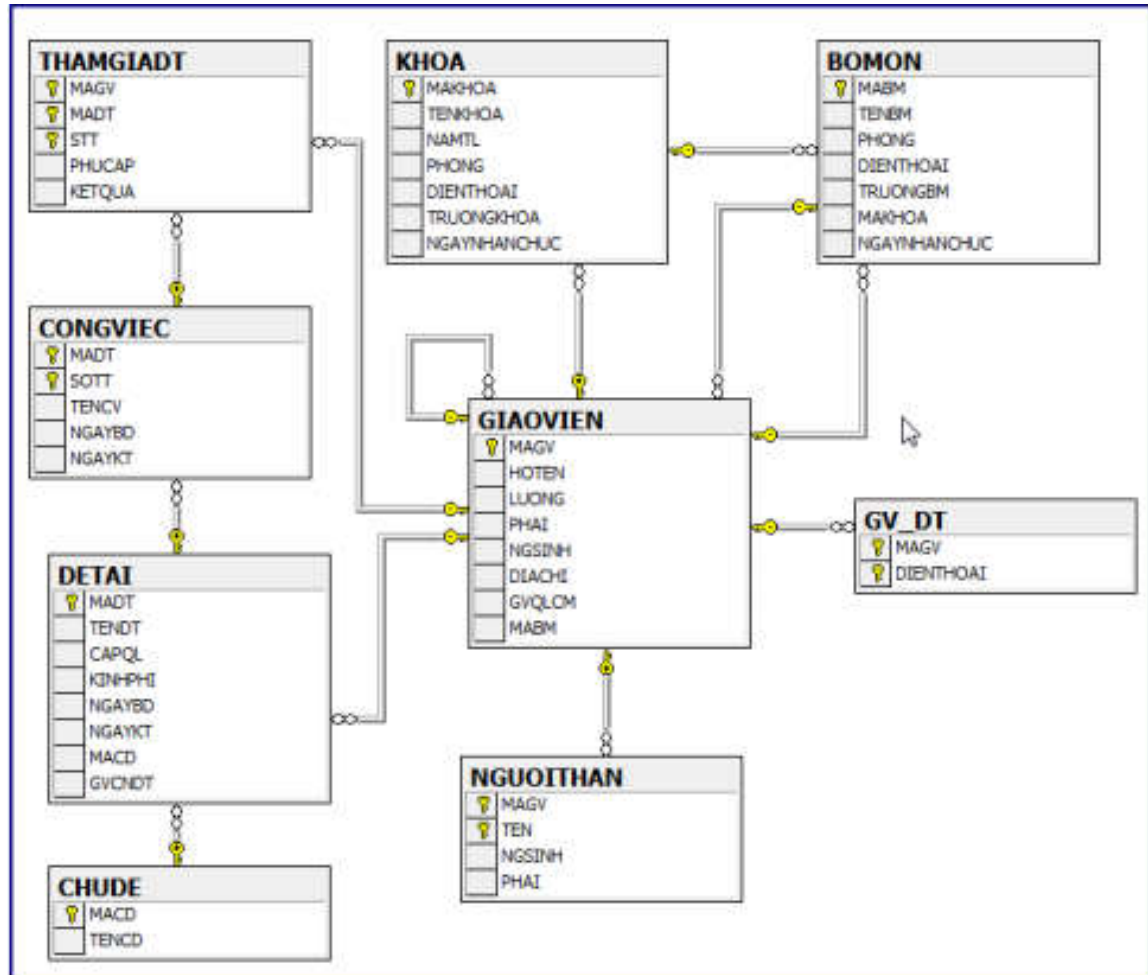 THAMGIADT
MAGV
MADT
STT
PHUCAP
KETQUA
KHOA
MAKHOA
TENKHOA
NAMTL
PHONG
DIENTHOAI
TRUONGKHOA
NGAYNHANCHUC
BOMON
MABM
TENBM
PHONG
DIENTHOAI
TRUONGBM
MAKHOA
NGAYNHANCHUC
CONGVIEC
MADT
SOTT
TENCV
NGAYBD
NGAYKT
GIAOVIEN
MAGV
HOTEN
LUONG
PHAI
NGSINH
DIACHI
GVQLCM
MABM
GV_DT
MAGV
DIENTHOAI
DETAI
MADT
TENDT
CAPQL
KINHPHI
NGAYBD
NGAYKT
MACD
GVCNDT
NGUOITHAN
MAGV
TEN
NGSINH
PHAI
CHUDE
MACD
TENCD